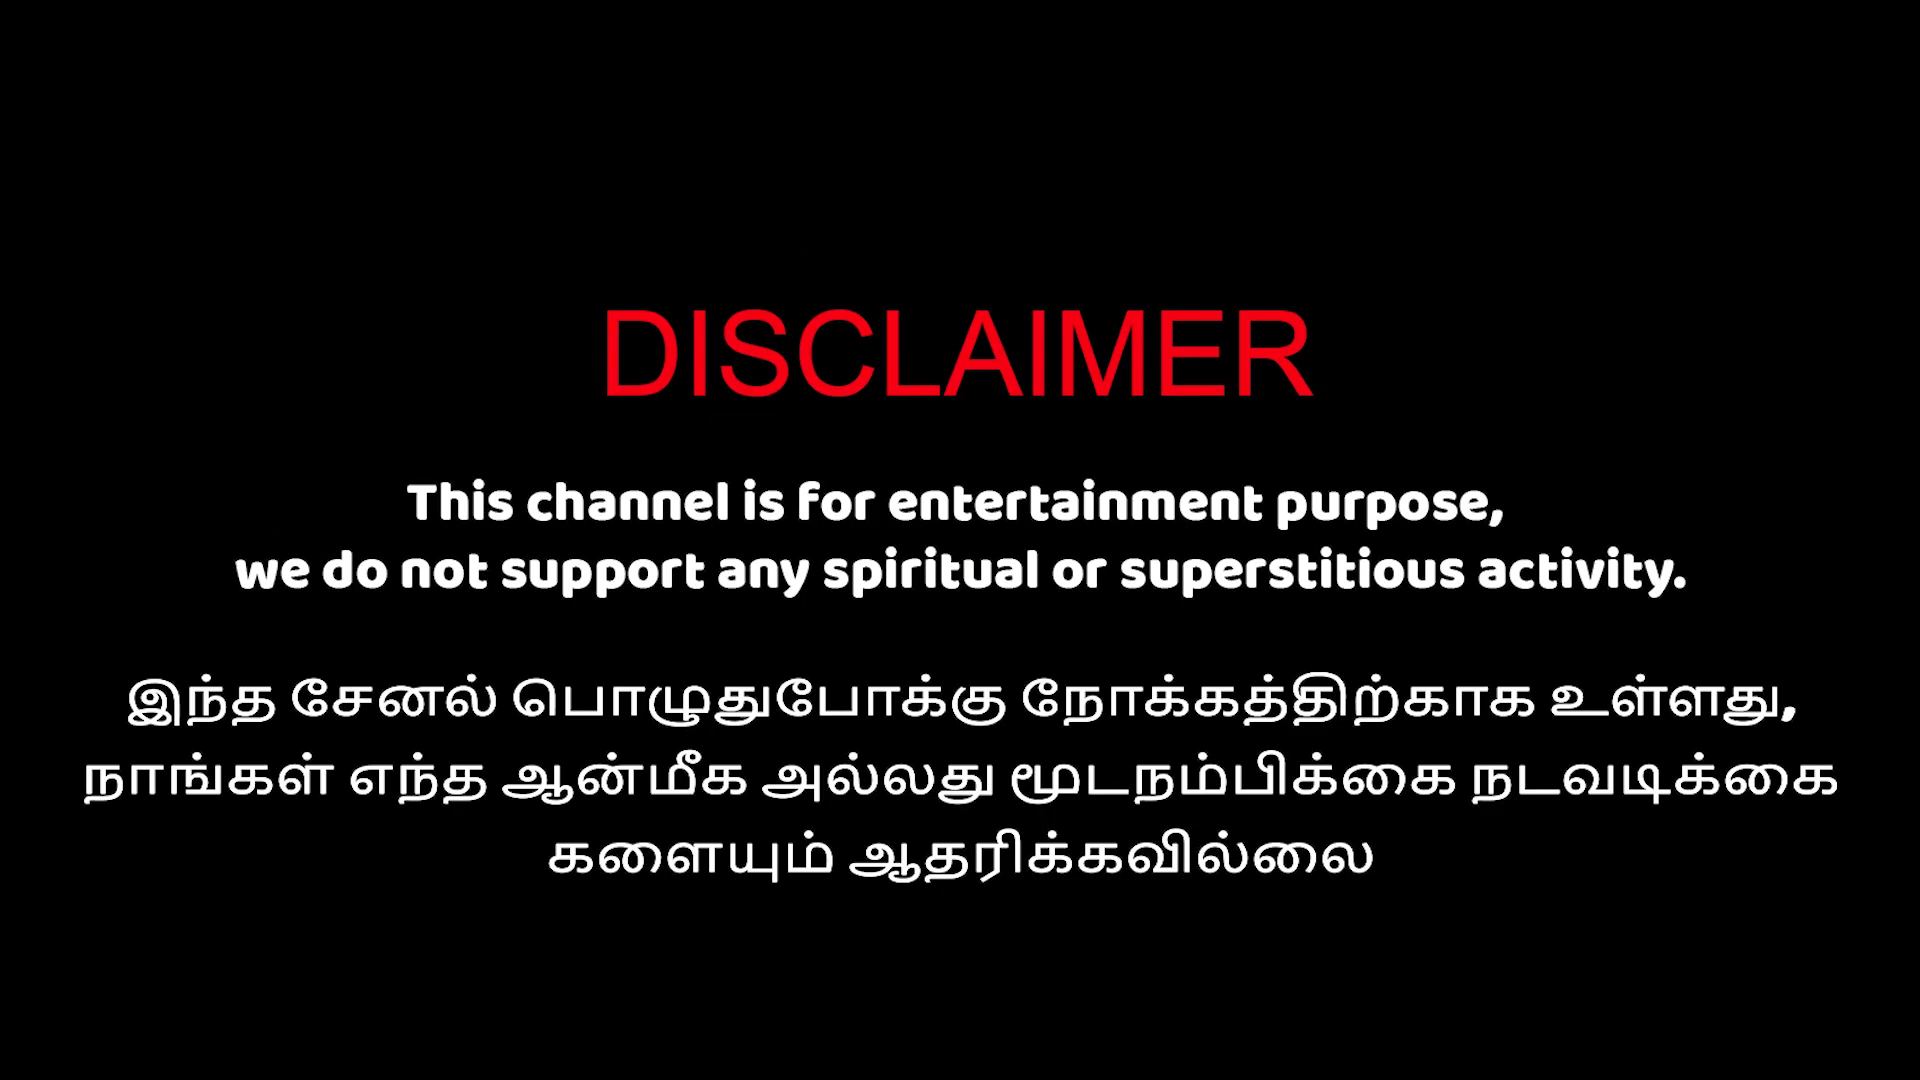 DISCLAIMER
This channel is for entertainment purpose,
we do not support any spiritual or superstitious activity.
இந்த சேனல் பொழுதுபோக்கு நோக்கத்திற்காக உள்ளது,
நாங்கள் எந்த ஆன்மீக அல்லது மூடநம்பிக்கை நடவடிக்கை
களையும் ஆதரிக்கவில்லை